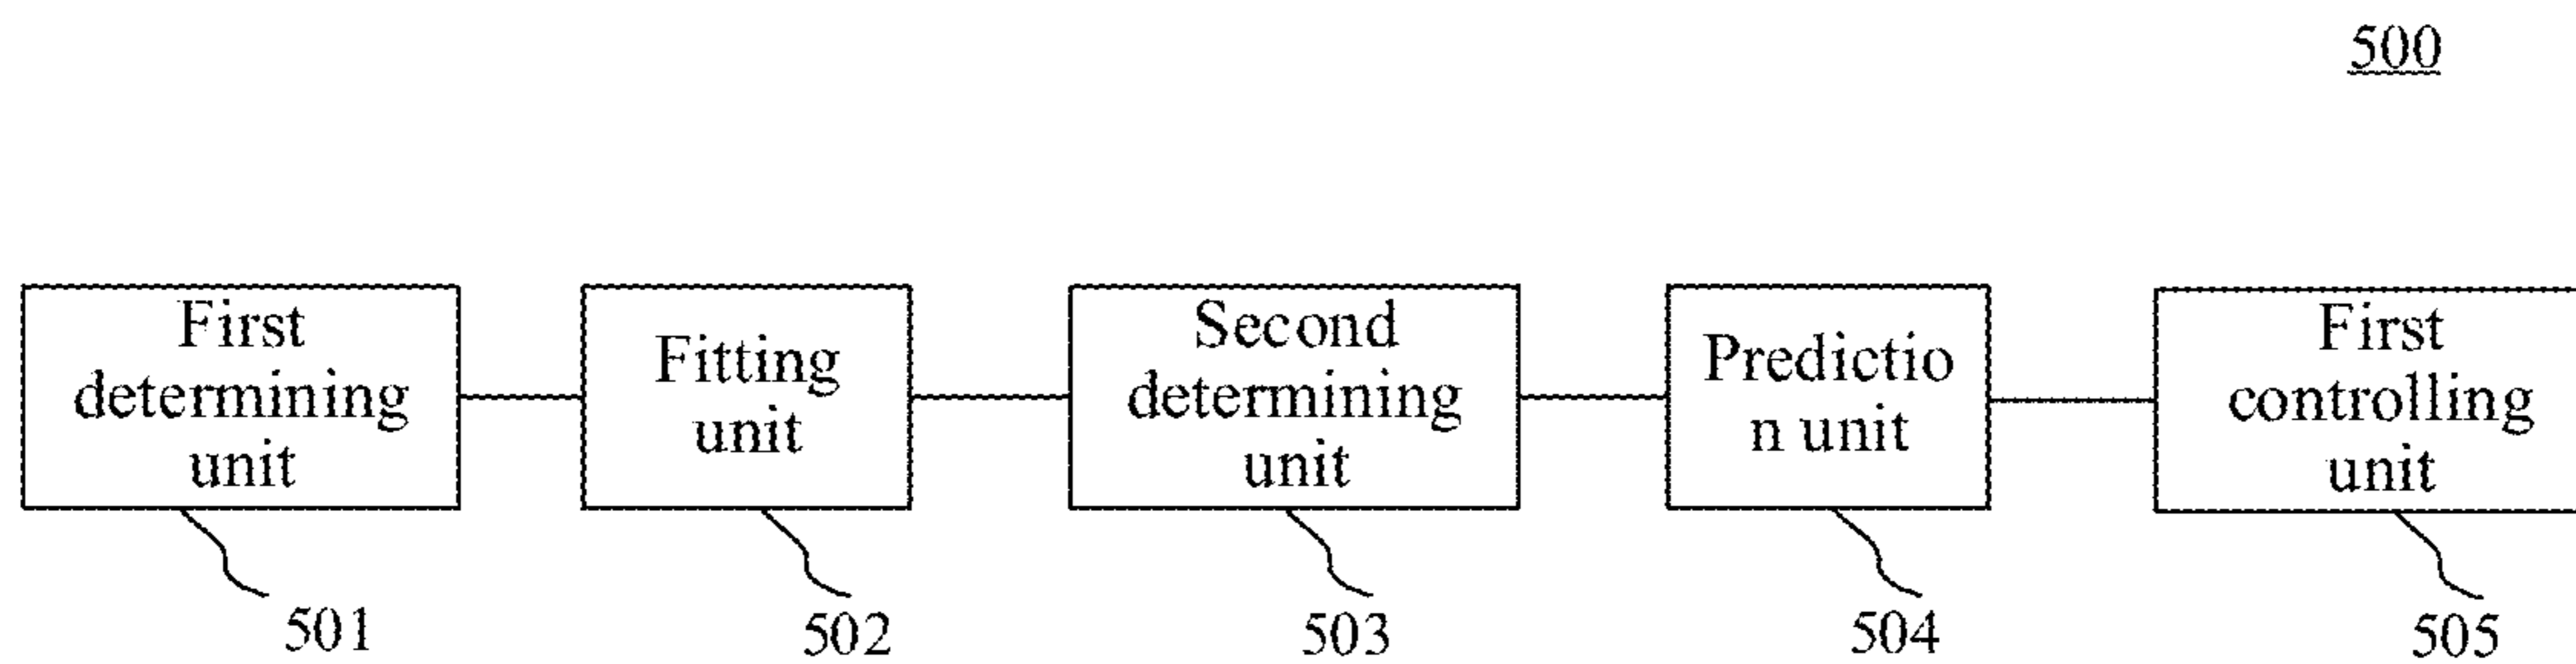 500
First
determining
unit
Fitting
unit
Second
determining
unit
Predictio
n unit
First
controlling
unit
501
502
503
504
505